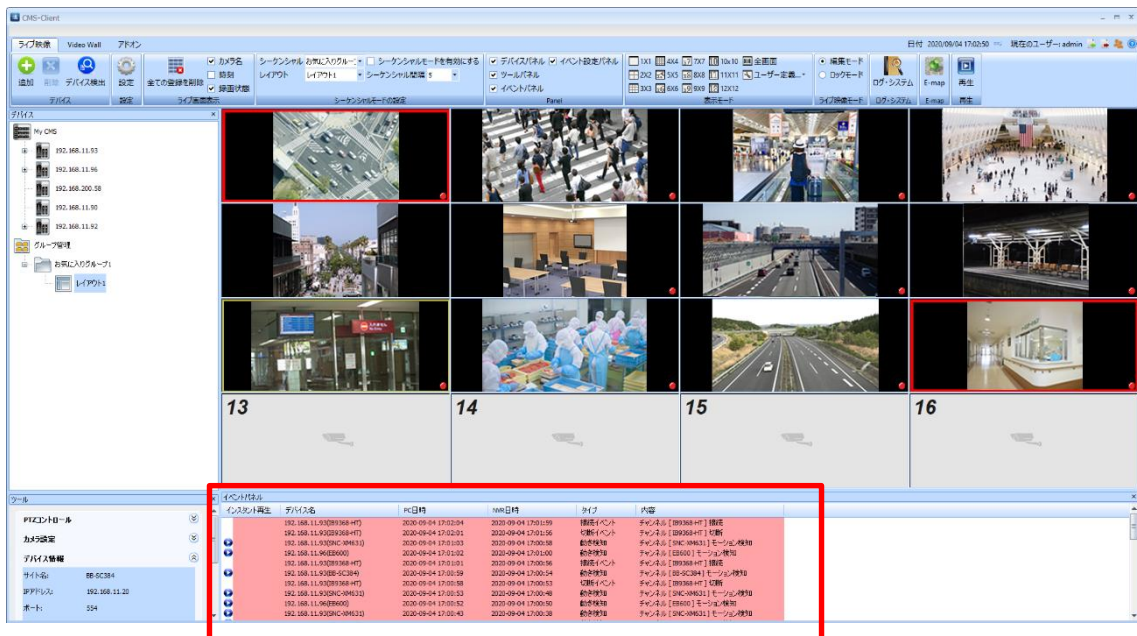 CMS-Client
ライブ映像 Video Wall アドオン
日付 2020/09/04 17:02:50 現在のユーザー: admin
追加 削除 デバイス検出
デバイス
設定
設定
全ての登録を削除
カメラ名
時刻
録画状態
ライブ画面表示
シーケンシャル お気に入りグループ シーケンシャルモードを有効にする
レイアウト レイアウト1 シーケンシャル間隔 5
シーケンシャルモードの設定
デバイスパネル イベント設定パネル
ツールパネル
イベントパネル
Panel
1X1 4X4 7X7 10x10 全画面
2X2 5X5 8X8 11X11 ユーザー定義...
3X3 6X6 9X9 12X12
表示モード
編集モード
ロックモード
ライブ映像モード
ログ・システム
ログ・システム
E-map
E-map
再生
再生
デバイス
My CMS
192.168.11.93
192.168.11.96
192.168.200.58
192.168.11.90
192.168.11.92
グループ管理
お気に入りグループ1
レイアウト1
13
14
15
16
ツール
PTZコントロール
カメラ設定
デバイス情報
サイト名: BB-SC384
IPアドレス: 192.168.11.20
ポート: 554
イベントパネル
インスタント再生 デバイス名 PC日時 NVR日時 タイプ 内容
192.168.11.93(IB9368-HT) 2020-09-04 17:02:04 2020-09-04 17:01:59 接続イベント チャンネル [ IB9368-HT ] 接続
192.168.11.93(IB9368-HT) 2020-09-04 17:02:01 2020-09-04 17:01:56 切断イベント チャンネル [ IB9368-HT ] 切断
192.168.11.93(SNC-XM631) 2020-09-04 17:01:03 2020-09-04 17:00:58 動き検知 チャンネル [ SNC-XM631 ] モーション検知
192.168.11.96(EB600) 2020-09-04 17:01:02 2020-09-04 17:01:00 動き検知 チャンネル [ EB600 ] モーション検知
192.168.11.93(IB9368-HT) 2020-09-04 17:01:01 2020-09-04 17:00:56 接続イベント チャンネル [ IB9368-HT ] 接続
192.168.11.93(BB-SC384) 2020-09-04 17:00:59 2020-09-04 17:00:54 動き検知 チャンネル [ BB-SC384 ] モーション検知
192.168.11.93(IB9368-HT) 2020-09-04 17:00:58 2020-09-04 17:00:53 切断イベント チャンネル [ IB9368-HT ] 切断
192.168.11.93(SNC-XM631) 2020-09-04 17:00:53 2020-09-04 17:00:48 動き検知 チャンネル [ SNC-XM631 ] モーション検知
192.168.11.96(EB600) 2020-09-04 17:00:52 2020-09-04 17:00:50 動き検知 チャンネル [ EB600 ] モーション検知
192.168.11.93(SNC-XM631) 2020-09-04 17:00:43 2020-09-04 17:00:38 動き検知 チャンネル [ SNC-XM631 ] モーション検知